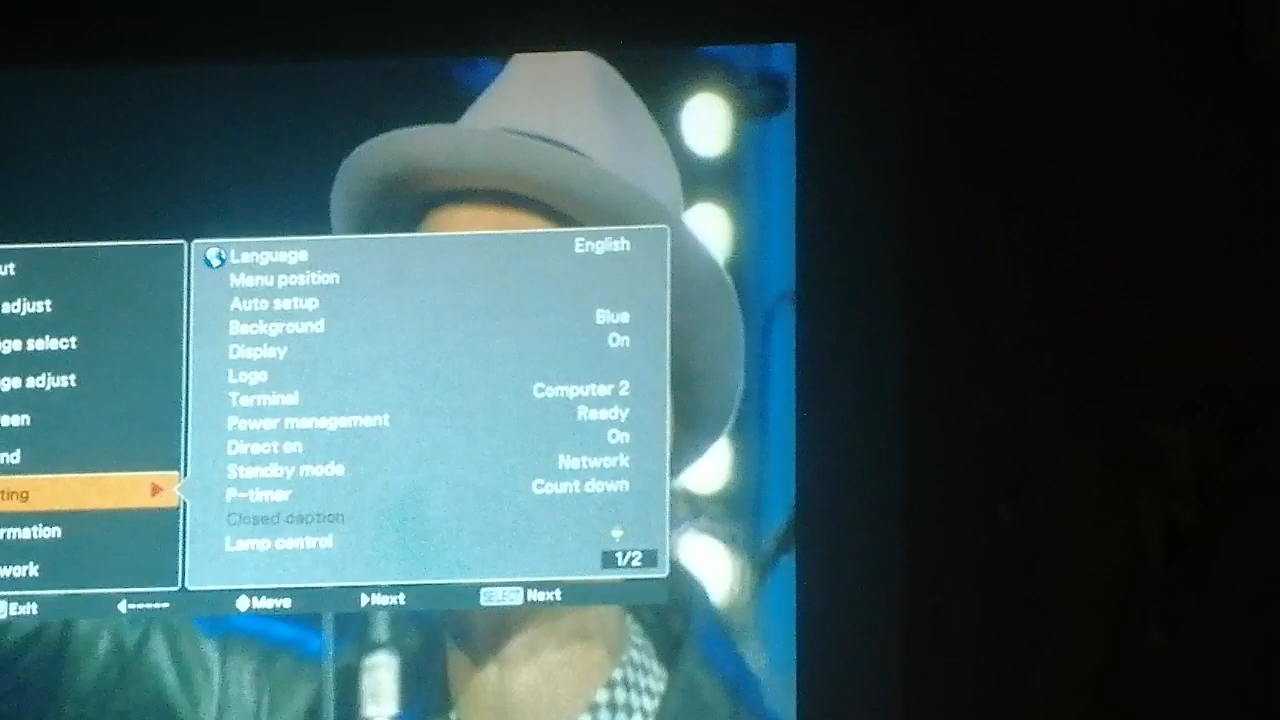 ut
adjust
ge select
ge adjust
een
nd
ting
rmation
work
Exit
Language English
Menu position
Auto setup
Background Blue
Display On
Logo
Terminal Computer 2
Power management Ready
Direct on On
Standby mode Network
P-timer Count down
Closed caption
Lamp control
1/2
Move
Next
SELECT Next